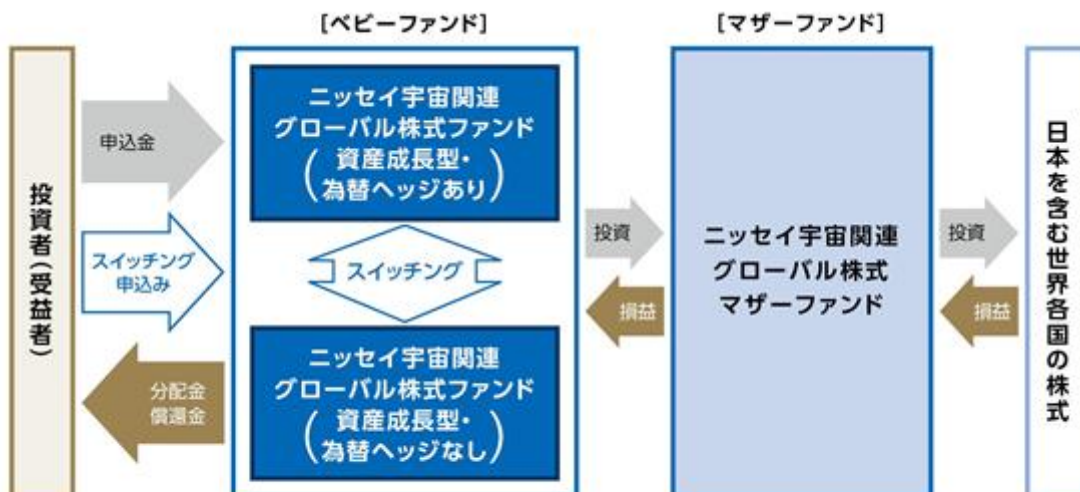 [ベビーファンド]
[マザーファンド]
投資者(受益者)
申込金
スイッチング
申込み
分配金
償還金
ニッセイ宇宙関連
グローバル株式ファンド
(資産成長型・
為替ヘッジあり)
スイッチング
ニッセイ宇宙関連
グローバル株式ファンド
(資産成長型・
為替ヘッジなし)
投資
損益
ニッセイ宇宙関連
グローバル株式
マザーファンド
投資
損益
日本を含む世界各国の株式